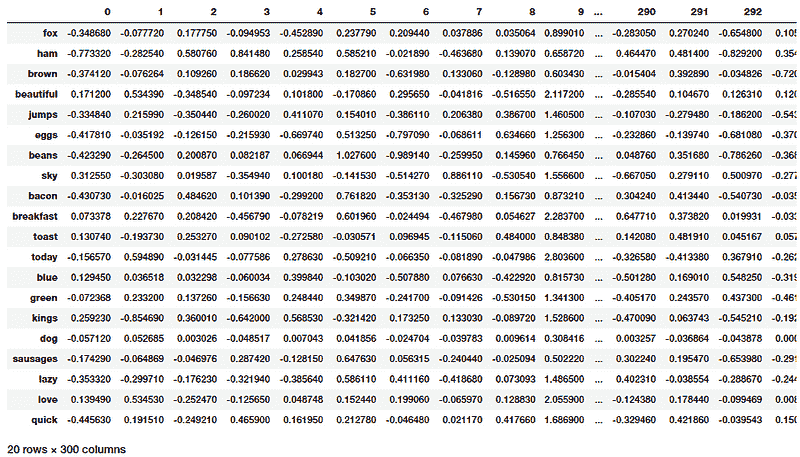 0 1 2 3 4 5 6 7 8 9 ... 290 291 292
fox -0.348680 -0.077720 0.177750 -0.094953 -0.452890 0.237790 0.209440 0.037886 0.035064 0.899010 ... -0.283050 0.270240 -0.654800 0.105
ham -0.773320 -0.282540 0.580760 0.841480 0.258540 0.585210 -0.021890 -0.463680 0.139070 0.658720 ... 0.464470 0.481400 -0.829200 0.354
brown -0.374120 -0.076264 0.109260 0.186620 0.029943 0.182700 -0.631980 0.133060 -0.128980 0.603430 ... -0.015404 0.392890 -0.034826 -0.720
beautiful 0.171200 0.534390 -0.348540 -0.097234 0.101800 -0.170860 0.295650 -0.041816 -0.516550 2.117200 ... -0.285540 0.104670 0.126310 0.120
jumps -0.334840 0.215990 -0.350440 -0.260020 0.411070 0.154010 -0.386110 0.206380 0.386700 1.460500 ... -0.107030 -0.279480 -0.186200 -0.543
eggs -0.417810 -0.035192 -0.126150 -0.215930 -0.669740 0.513250 -0.797090 -0.068611 0.634660 1.256300 ... -0.232860 -0.139740 -0.681080 -0.370
beans -0.423290 -0.264500 0.200870 0.082187 0.066944 1.027600 -0.989140 -0.259950 0.145960 0.766450 ... 0.048760 0.351680 -0.786260 -0.368
sky 0.312550 -0.303080 0.019587 -0.354940 0.100180 -0.141530 -0.514270 0.886110 -0.530540 1.556600 ... -0.667050 0.279110 0.500970 -0.277
bacon -0.430730 -0.016025 0.484620 0.101390 -0.299200 0.761820 -0.353130 -0.325290 0.156730 0.873210 ... 0.304240 0.413440 -0.540730 -0.035
breakfast 0.073378 0.227670 0.208420 -0.456790 -0.078219 0.601960 -0.024494 -0.467980 0.054627 2.283700 ... 0.647710 0.373820 0.019931 -0.033
toast 0.130740 -0.193730 0.253270 0.090102 -0.272580 -0.030571 0.096945 -0.115060 0.484000 0.848380 ... 0.142080 0.481910 0.045167 0.057
today -0.156570 0.594890 -0.031445 -0.077586 0.278630 -0.509210 -0.066350 -0.081890 -0.047986 2.803600 ... -0.326580 -0.413380 0.367910 -0.262
blue 0.129450 0.036518 0.032298 -0.060034 0.399840 -0.103020 -0.507880 0.076630 -0.422920 0.815730 ... -0.501280 0.169010 0.548250 -0.319
green -0.072368 0.233200 0.137260 -0.156630 0.248440 0.349870 -0.241700 -0.091426 -0.530150 1.341300 ... -0.405170 0.243570 0.437300 -0.461
kings 0.259230 -0.854690 0.360010 -0.642000 0.568530 -0.321420 0.173250 0.133030 -0.089720 1.528600 ... -0.470090 0.063743 -0.545210 -0.192
dog -0.057120 0.052685 0.003026 -0.048517 0.007043 0.041856 -0.024704 -0.039783 0.009614 0.308416 ... 0.003257 -0.036864 -0.043878 0.000
sausages -0.174290 -0.064869 -0.046976 0.287420 -0.128150 0.647630 0.056315 -0.240440 -0.025094 0.502220 ... 0.302240 0.195470 -0.653980 -0.291
lazy -0.353320 -0.299710 -0.176230 -0.321940 -0.385640 0.586110 0.411160 -0.418680 0.073093 1.486500 ... 0.402310 -0.038554 -0.288670 -0.244
love 0.139490 0.534530 -0.252470 -0.125650 0.048748 0.152440 0.199060 -0.065970 0.128830 2.055900 ... -0.124380 0.178440 -0.099469 0.008
quick -0.445630 0.191510 -0.249210 0.465900 0.161950 0.212780 -0.046480 0.021170 0.417660 1.686900 ... -0.329460 0.421860 -0.039543 0.150
20 rows × 300 columns